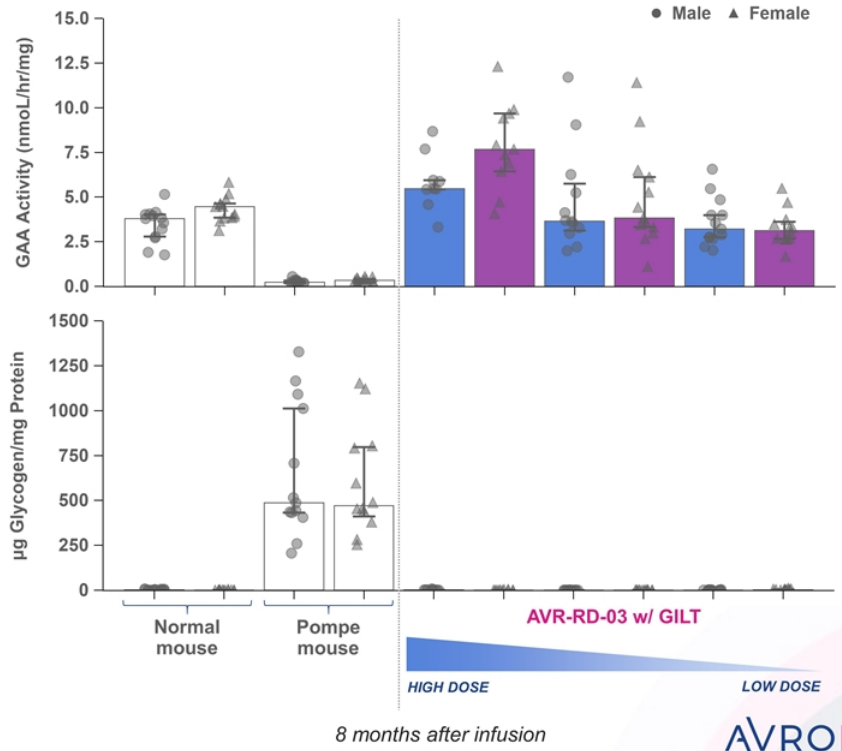 Male Female
GAA Activity (nmoL/hr/mg)
15.0
12.5
10.0
7.5
5.0
2.5
0.0
µg Glycogen/mg Protein
1500
1250
1000
750
500
250
0
Normal
mouse
Pompe
mouse
AVR-RD-03 w/ GILT
HIGH DOSE
LOW DOSE
8 months after infusion
AVRO